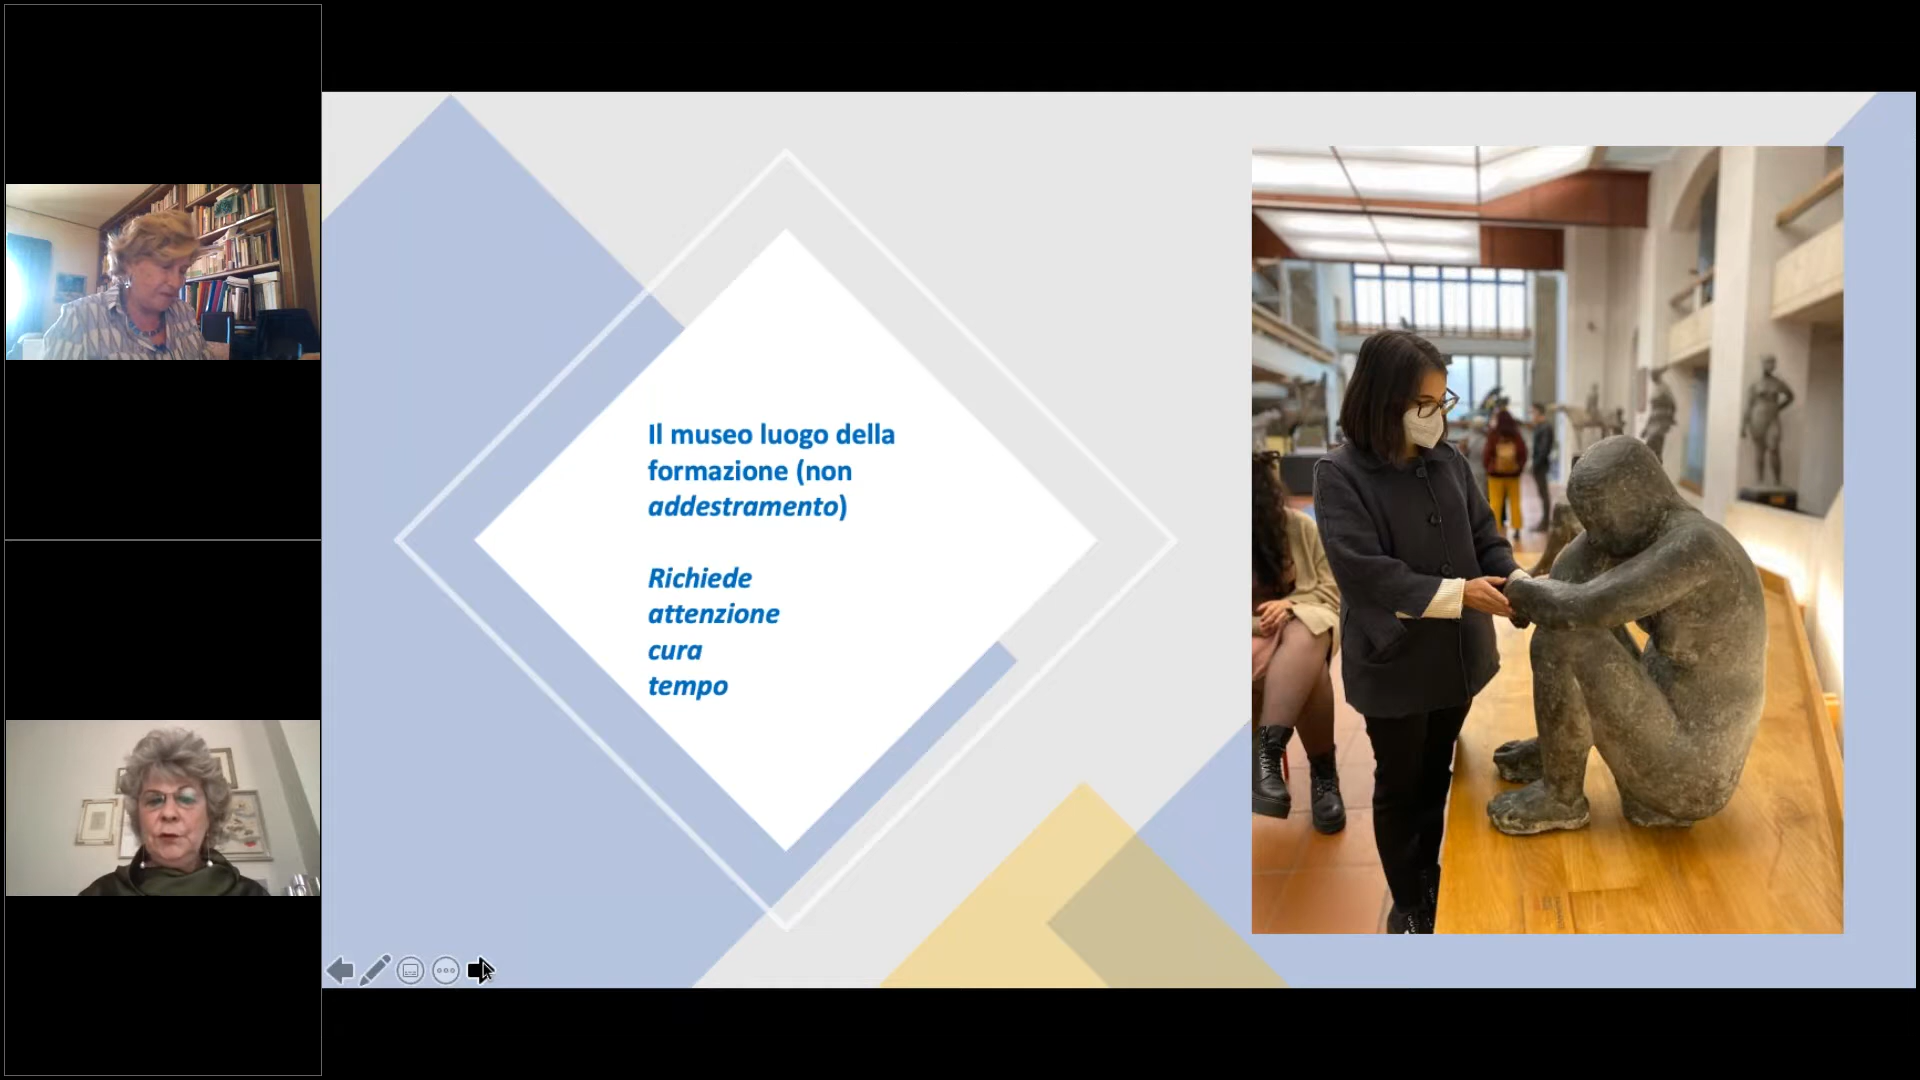 Il museo luogo della
formazione (non
addestramento)
Richiede
attenzione
cura
tempo